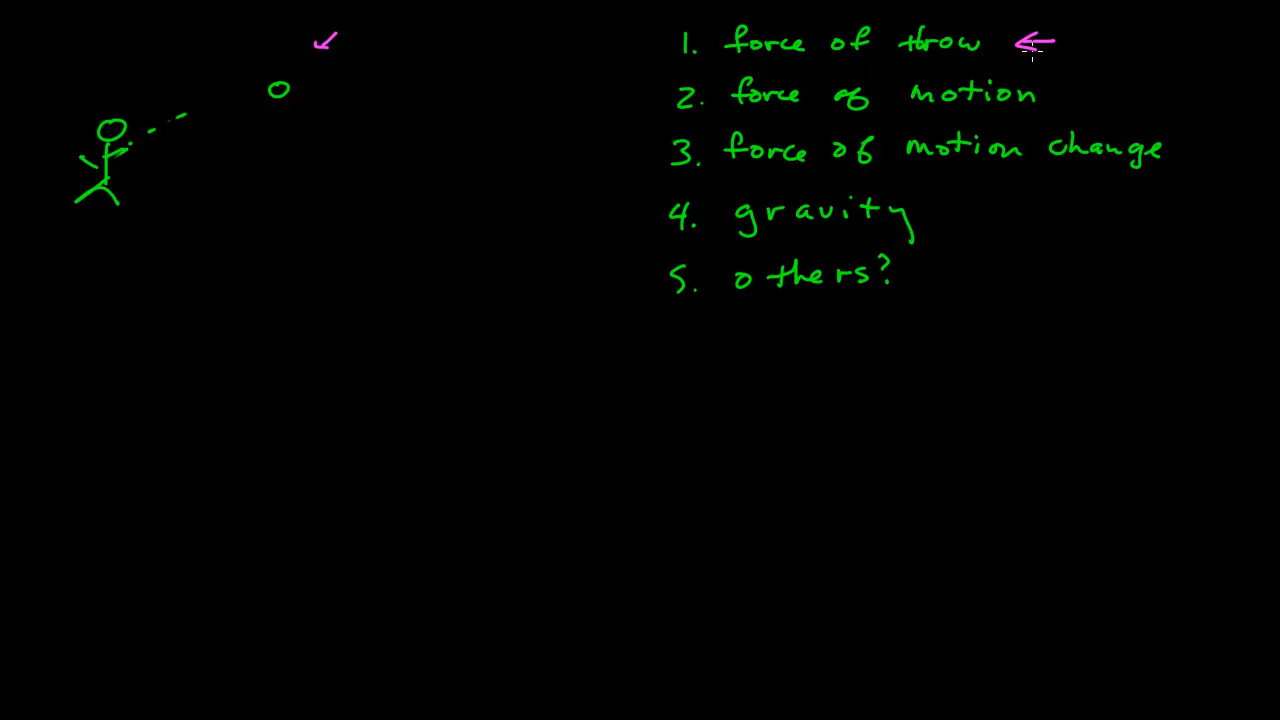 1. force of throw
2. force of motion
3. force of motion change
4. gravity
5. others?